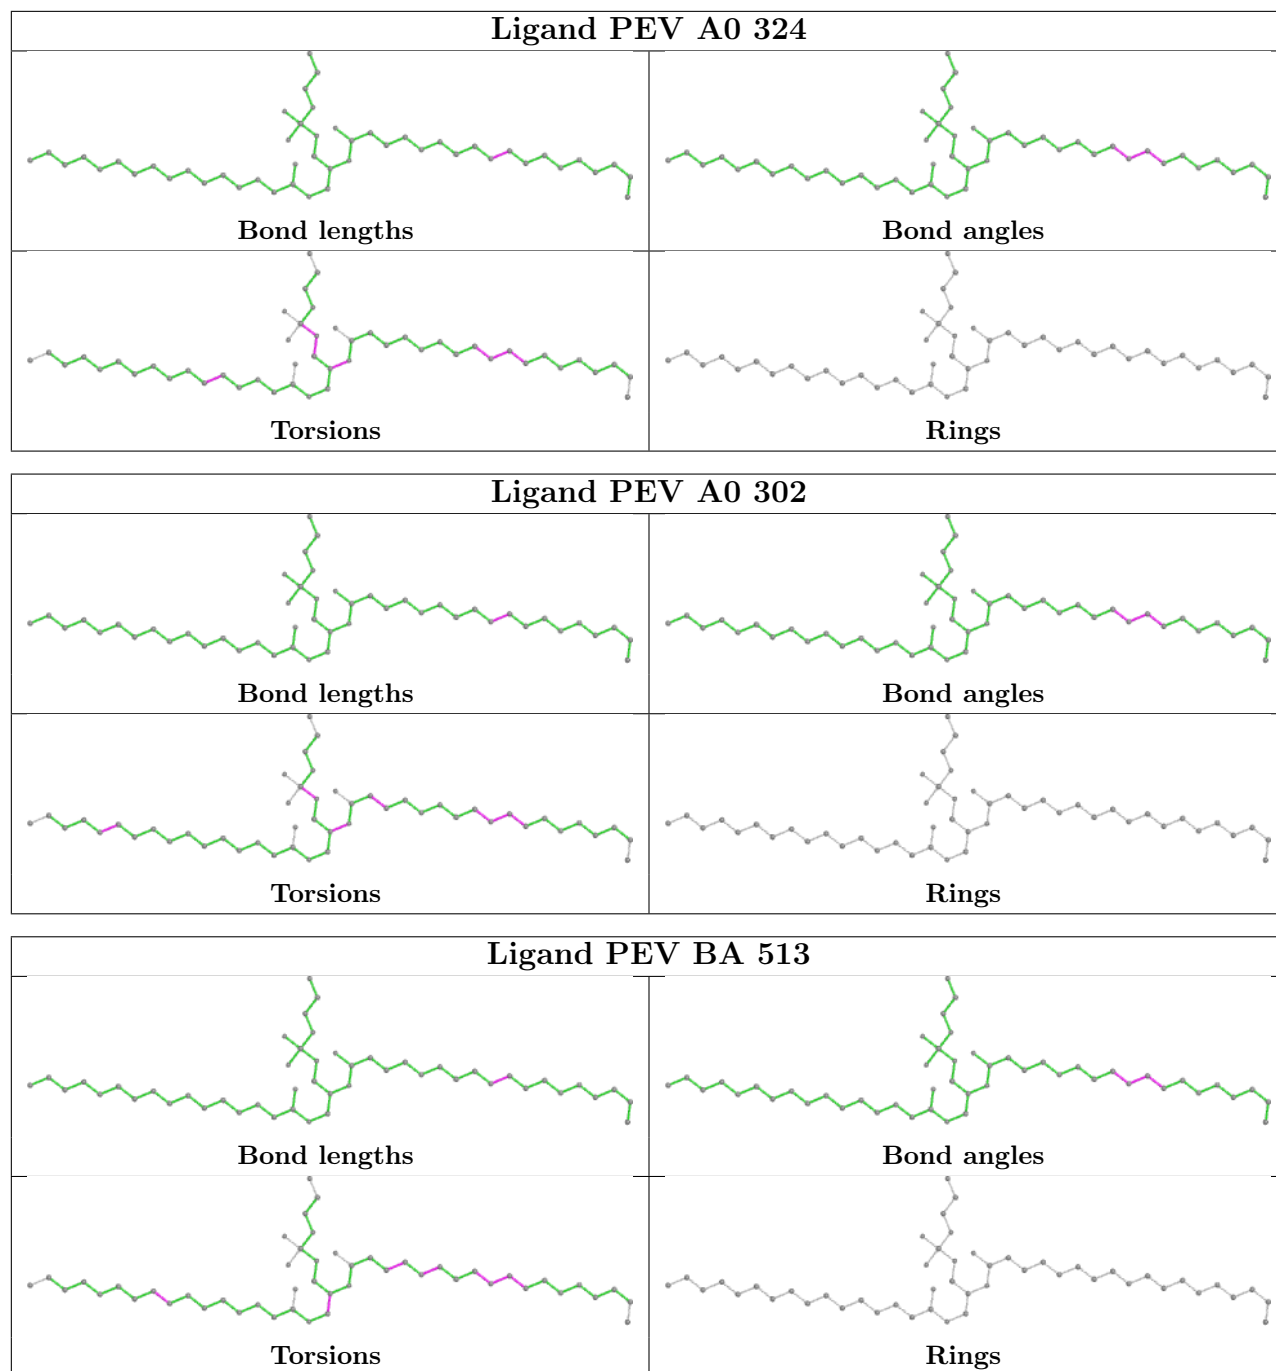 Ligand PEV A0 324
Bond lengths
Bond angles
Torsions
Rings
Ligand PEV A0 302
Bond lengths
Bond angles
Torsions
Rings
Ligand PEV BA 513
Bond lengths
Bond angles
Torsions
Rings